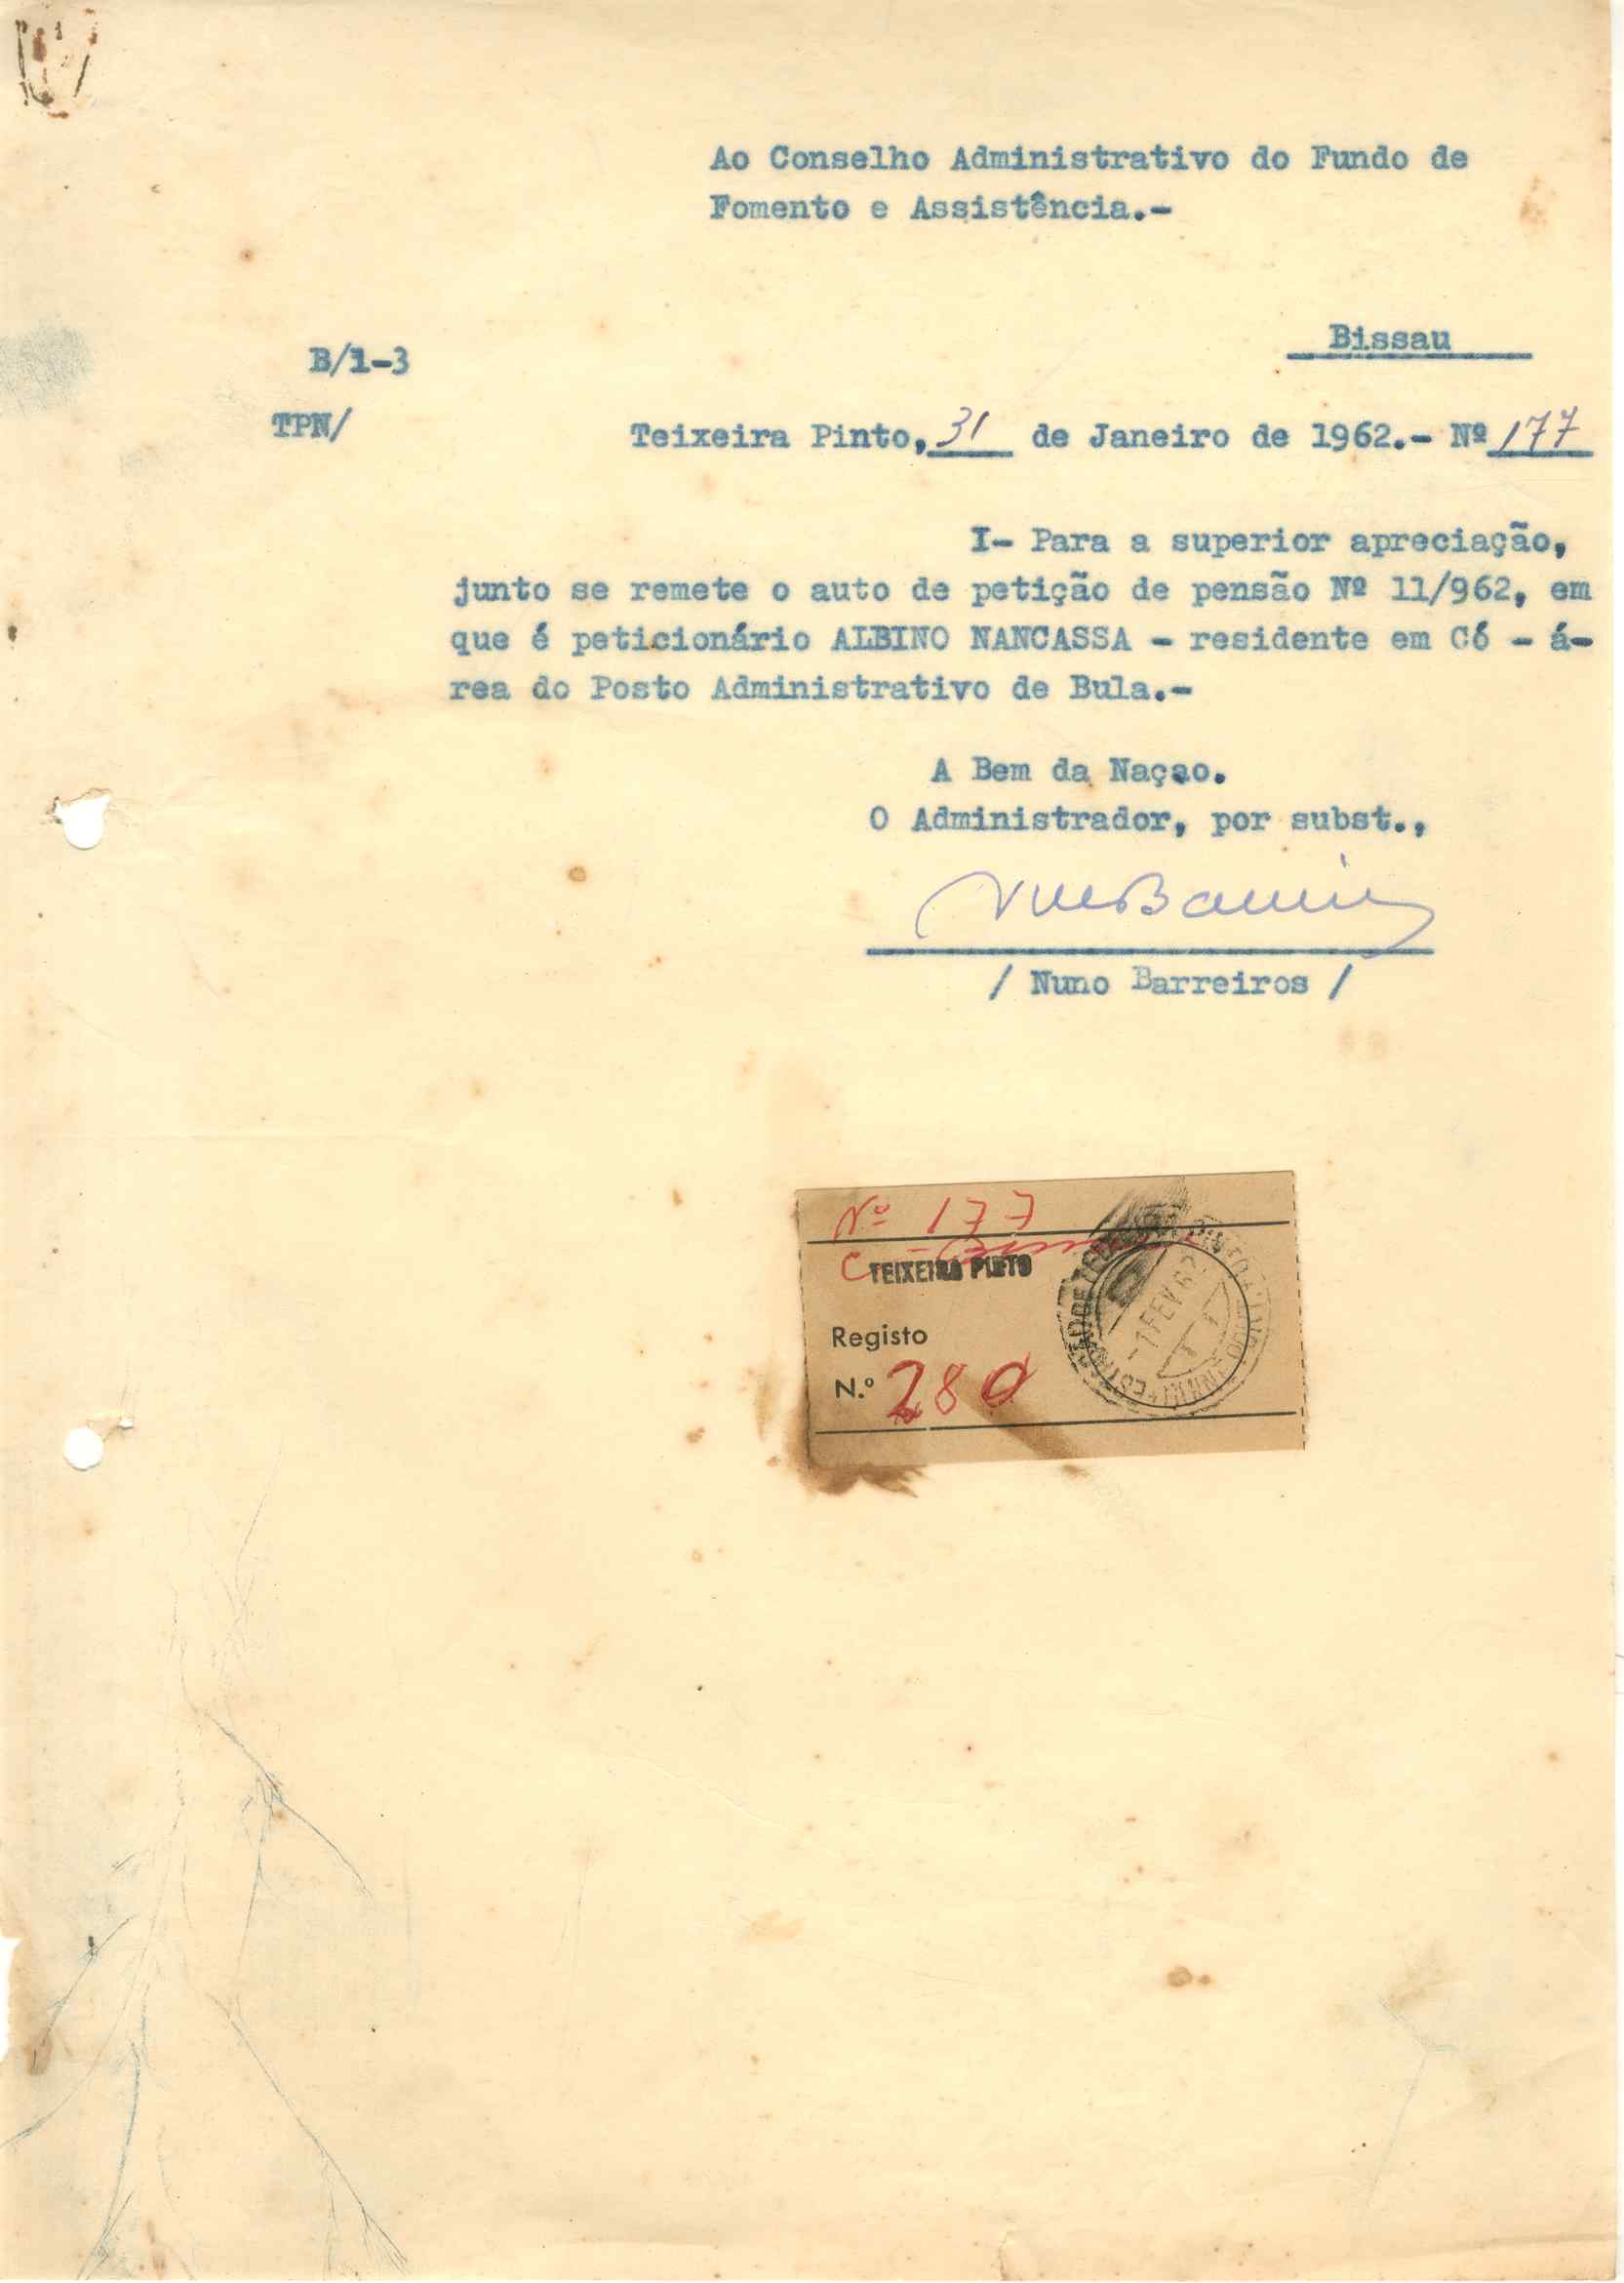 Ao Conselho Administrativo do Fundo de
Fomento e Assistência.-
Bissau
B/1-3
TPN/
Teixeira Pinto, 31 de Janeiro de 1962.- Nº 177
I- Para a superior apreciação,
junto se remete o auto de petição de pensão Nº 11/962, em
que é peticionário ALBINO NANCASSA - residente em Có - á-
rea do Posto Administrativo de Bula.-
A Bem da Naçao.
O Administrador, por subst.,
/ Nuno Barreiros /
Nº 177
TEIXEIRA PINTO
Registo
N.º 280
-1 FEV. 62